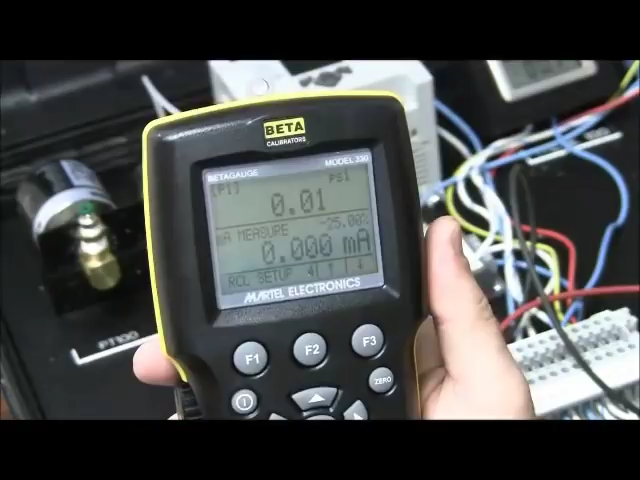 BETA
CALIBRATORS
BETAGAUGE MODEL 330
[P1] psi
0.01
mA MEASURE -25.00%
0.000 mA
RCL SETUP 4
MARTEL ELECTRONICS
F1 F2 F3
ZERO
PT100